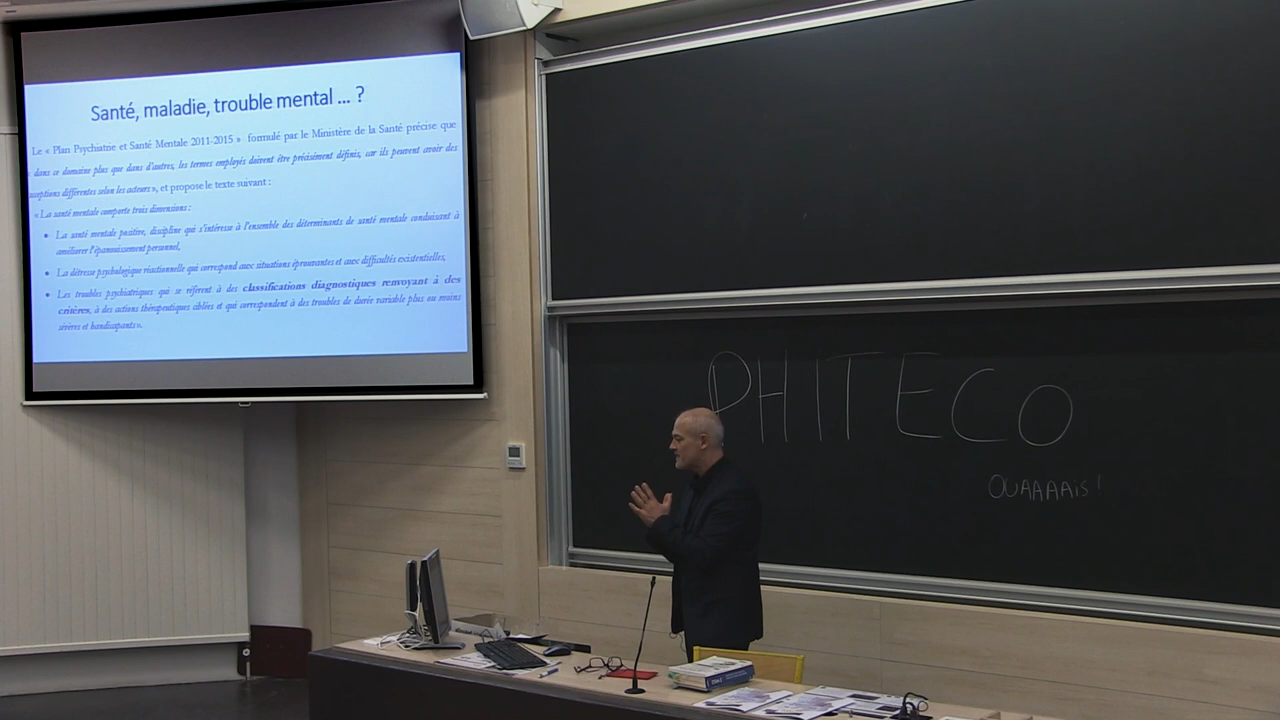 Santé, maladie, trouble mental ... ?
Le « Plan Psychiatrie et Santé Mentale 2011-2015 » formulé par le Ministère de la Santé précise que
« dans ce domaine plus que dans d'autres, les termes employés doivent être précisément définis, car ils peuvent avoir des
acceptions différentes selon les acteurs », et propose le texte suivant :
« La santé mentale comporte trois dimensions :
• La santé mentale positive, discipline qui s'intéresse à l'ensemble des déterminants de santé mentale conduisant à
améliorer l'épanouissement personnel,
• La détresse psychologique réactionnelle qui correspond aux situations éprouvantes et aux difficultés existentielles,
• Les troubles psychiatriques qui se réfèrent à des classifications diagnostiques renvoyant à des
critères, à des actions thérapeutiques ciblées et qui correspondent à des troubles de durée variable plus ou moins
sévères et handicapants ».
PHITECO
OUAAAAiS !